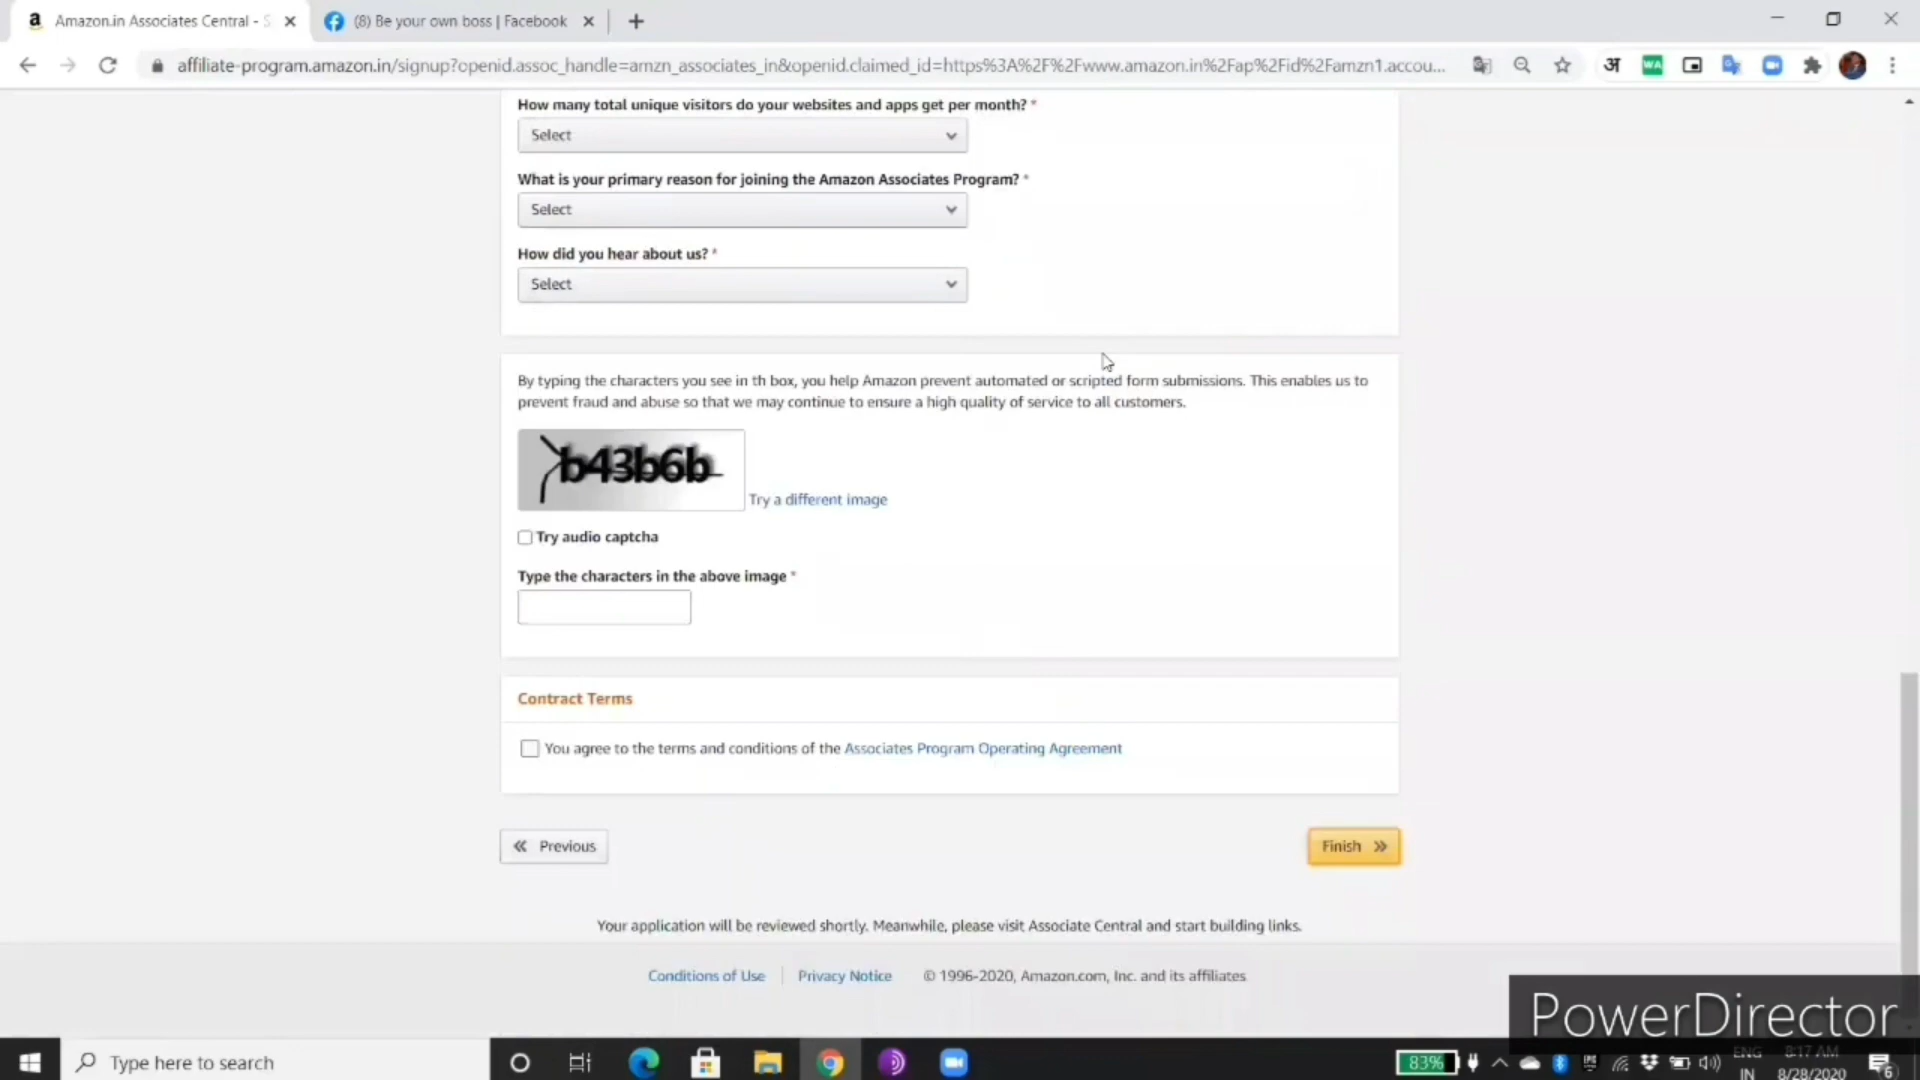 Amazon.in Associates Central - S
(8) Be your own boss | Facebook
affiliate-program.amazon.in/signup?openid.assoc_handle=amzn_associates_in&openid.claimed_id=https%3A%2F%2Fwww.amazon.in%2Fap%2Fid%2Famzn1.accou...
अ
WA
How many total unique visitors do your websites and apps get per month? *
Select
What is your primary reason for joining the Amazon Associates Program? *
Select
How did you hear about us? *
Select
By typing the characters you see in th box, you help Amazon prevent automated or scripted form submissions. This enables us to
prevent fraud and abuse so that we may continue to ensure a high quality of service to all customers.
b43b6b
Try a different image
Try audio captcha
Type the characters in the above image *
Contract Terms
You agree to the terms and conditions of the Associates Program Operating Agreement
« Previous
Finish »
Your application will be reviewed shortly. Meanwhile, please visit Associate Central and start building links.
Conditions of Use
Privacy Notice
© 1996-2020, Amazon.com, Inc. and its affiliates
PowerDirector
Type here to search
83%
ENG
IN
8:17 AM
8/28/2020
6